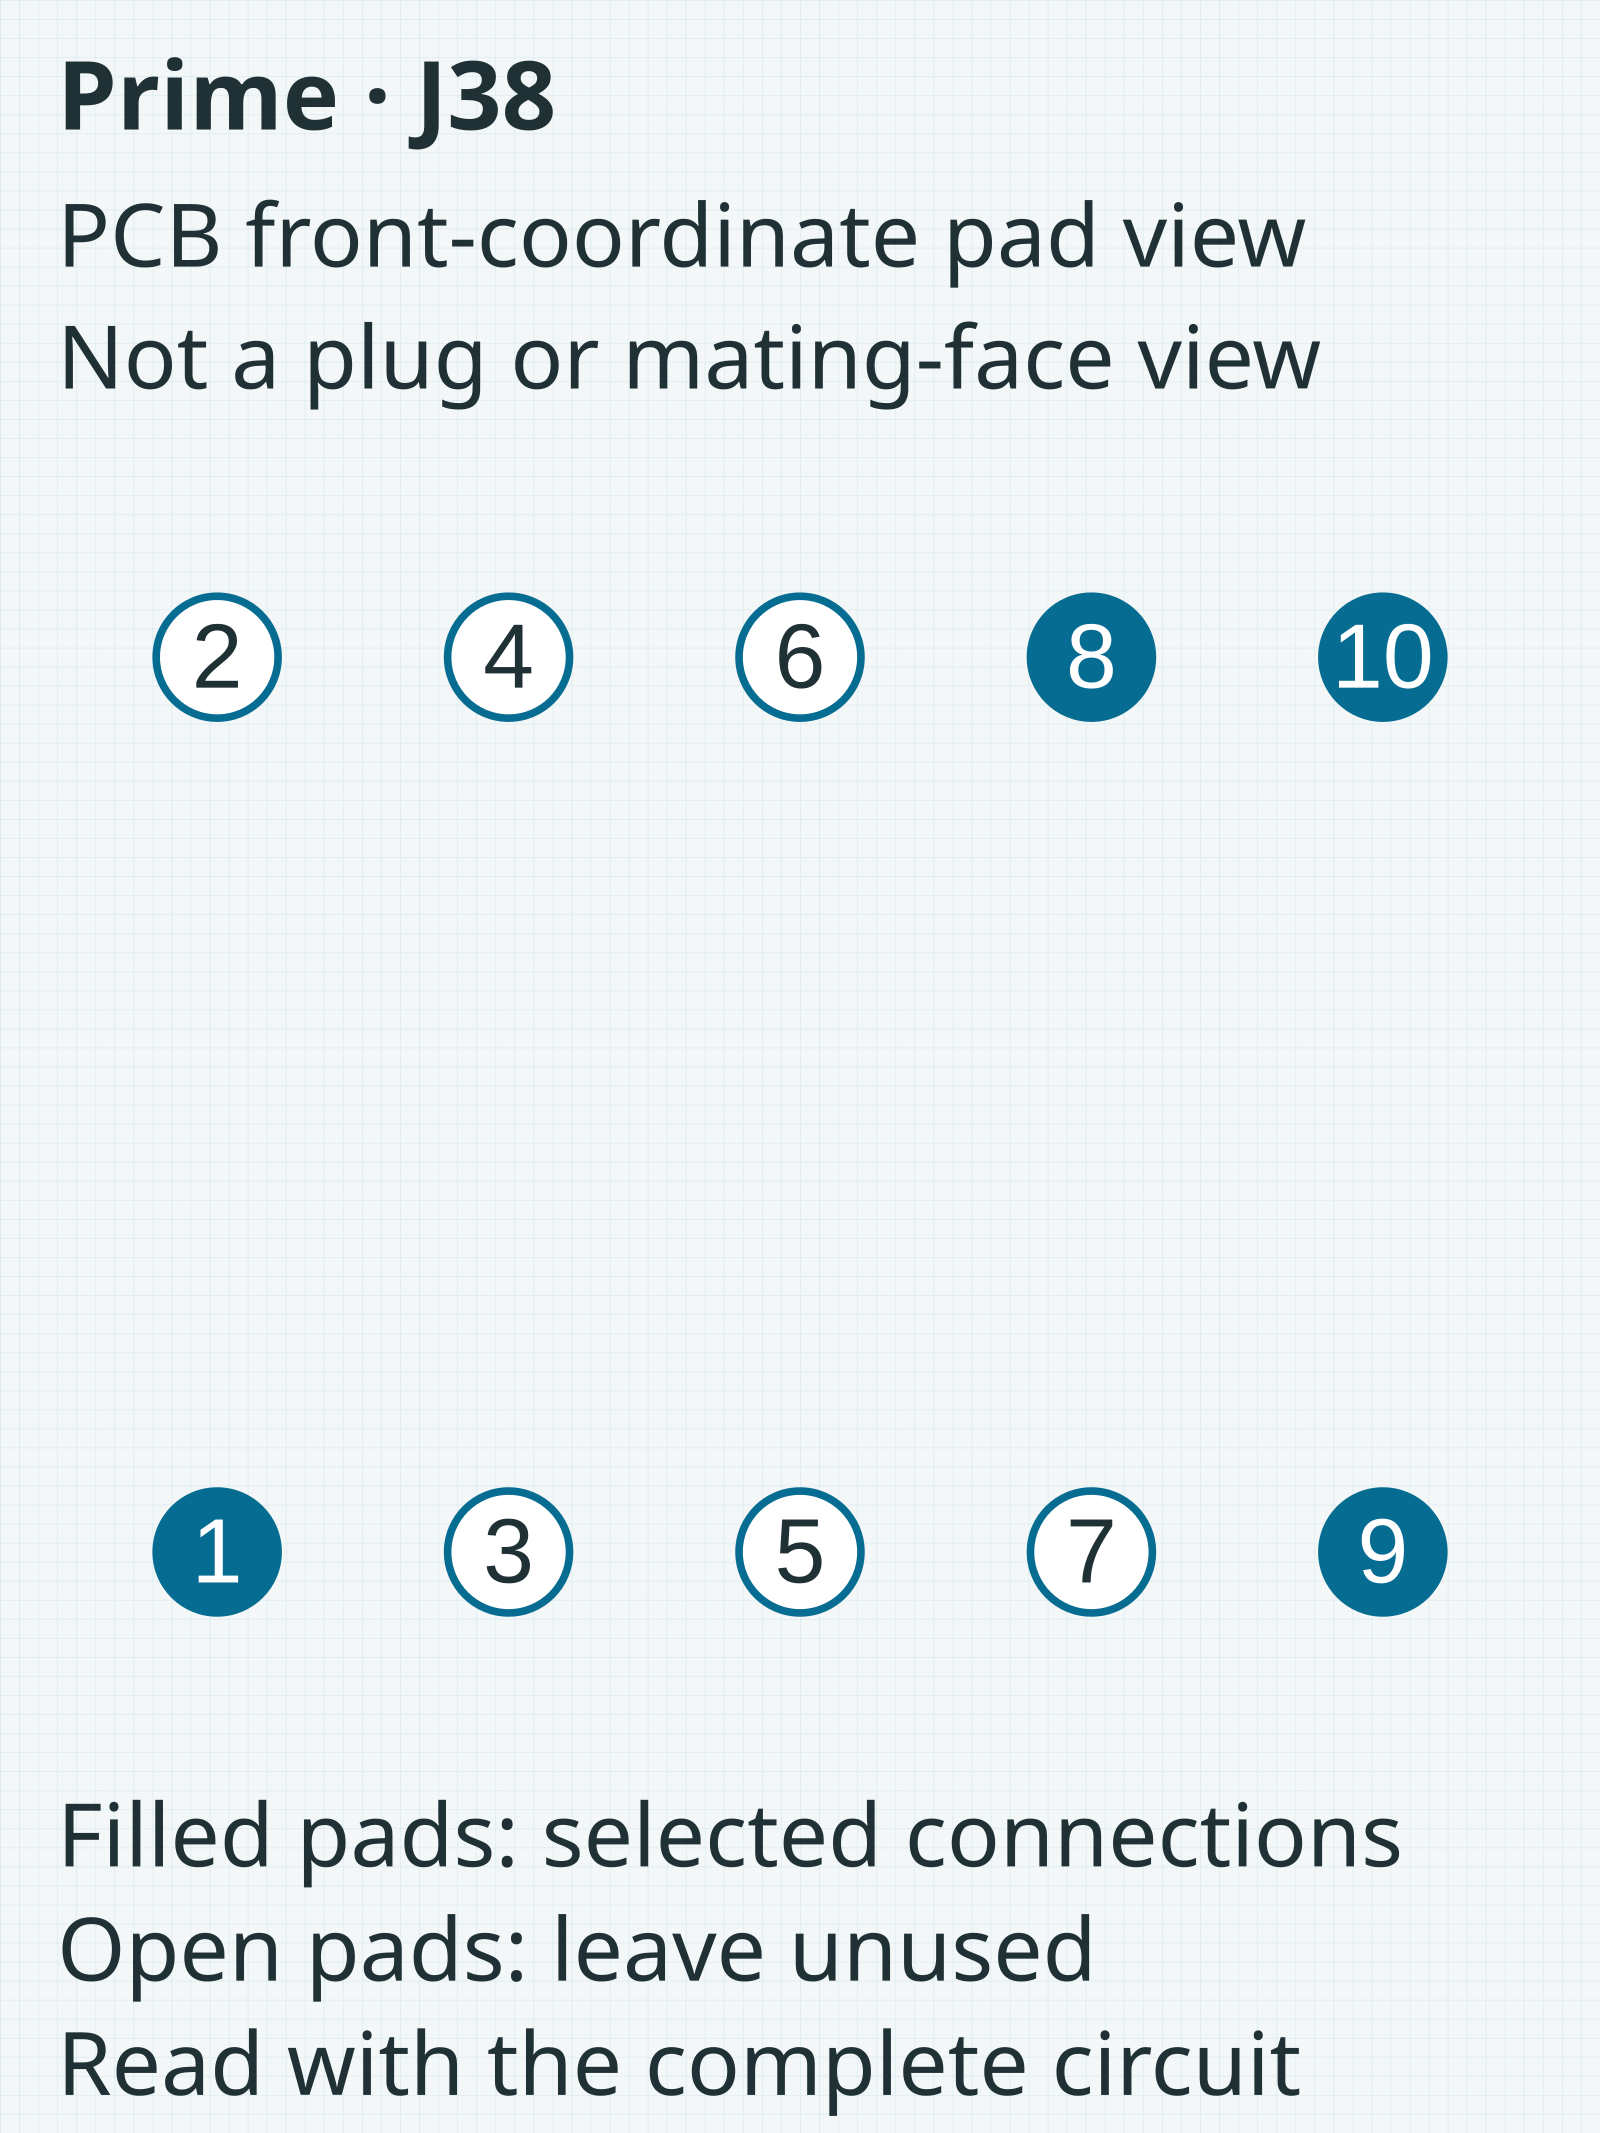 Prime · J38
PCB front-coordinate pad view
Not a plug or mating-face view
2 4 6 8 10
1 3 5 7 9
Filled pads: selected connections
Open pads: leave unused
Read with the complete circuit